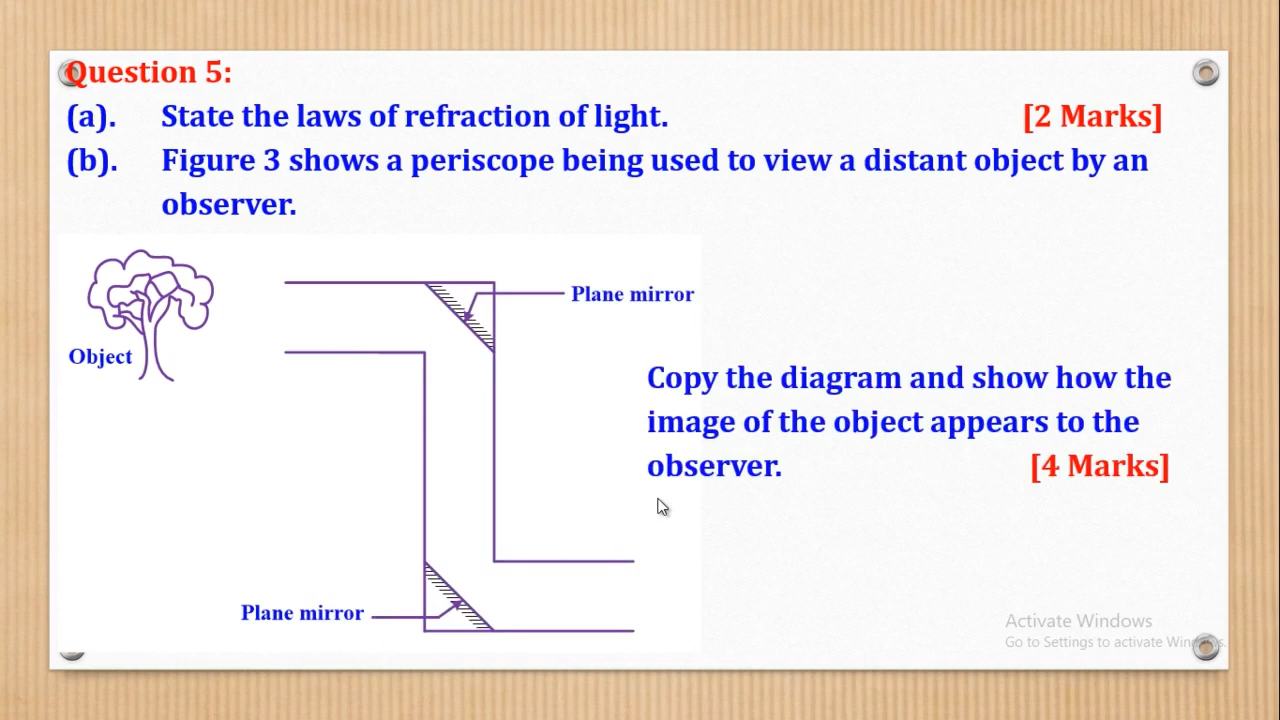 Question 5:
(a). State the laws of refraction of light. [2 Marks]
(b). Figure 3 shows a periscope being used to view a distant object by an
observer.
Plane mirror
Object
Copy the diagram and show how the
image of the object appears to the
observer. [4 Marks]
Plane mirror
Activate Windows
Go to Settings to activate Windows.